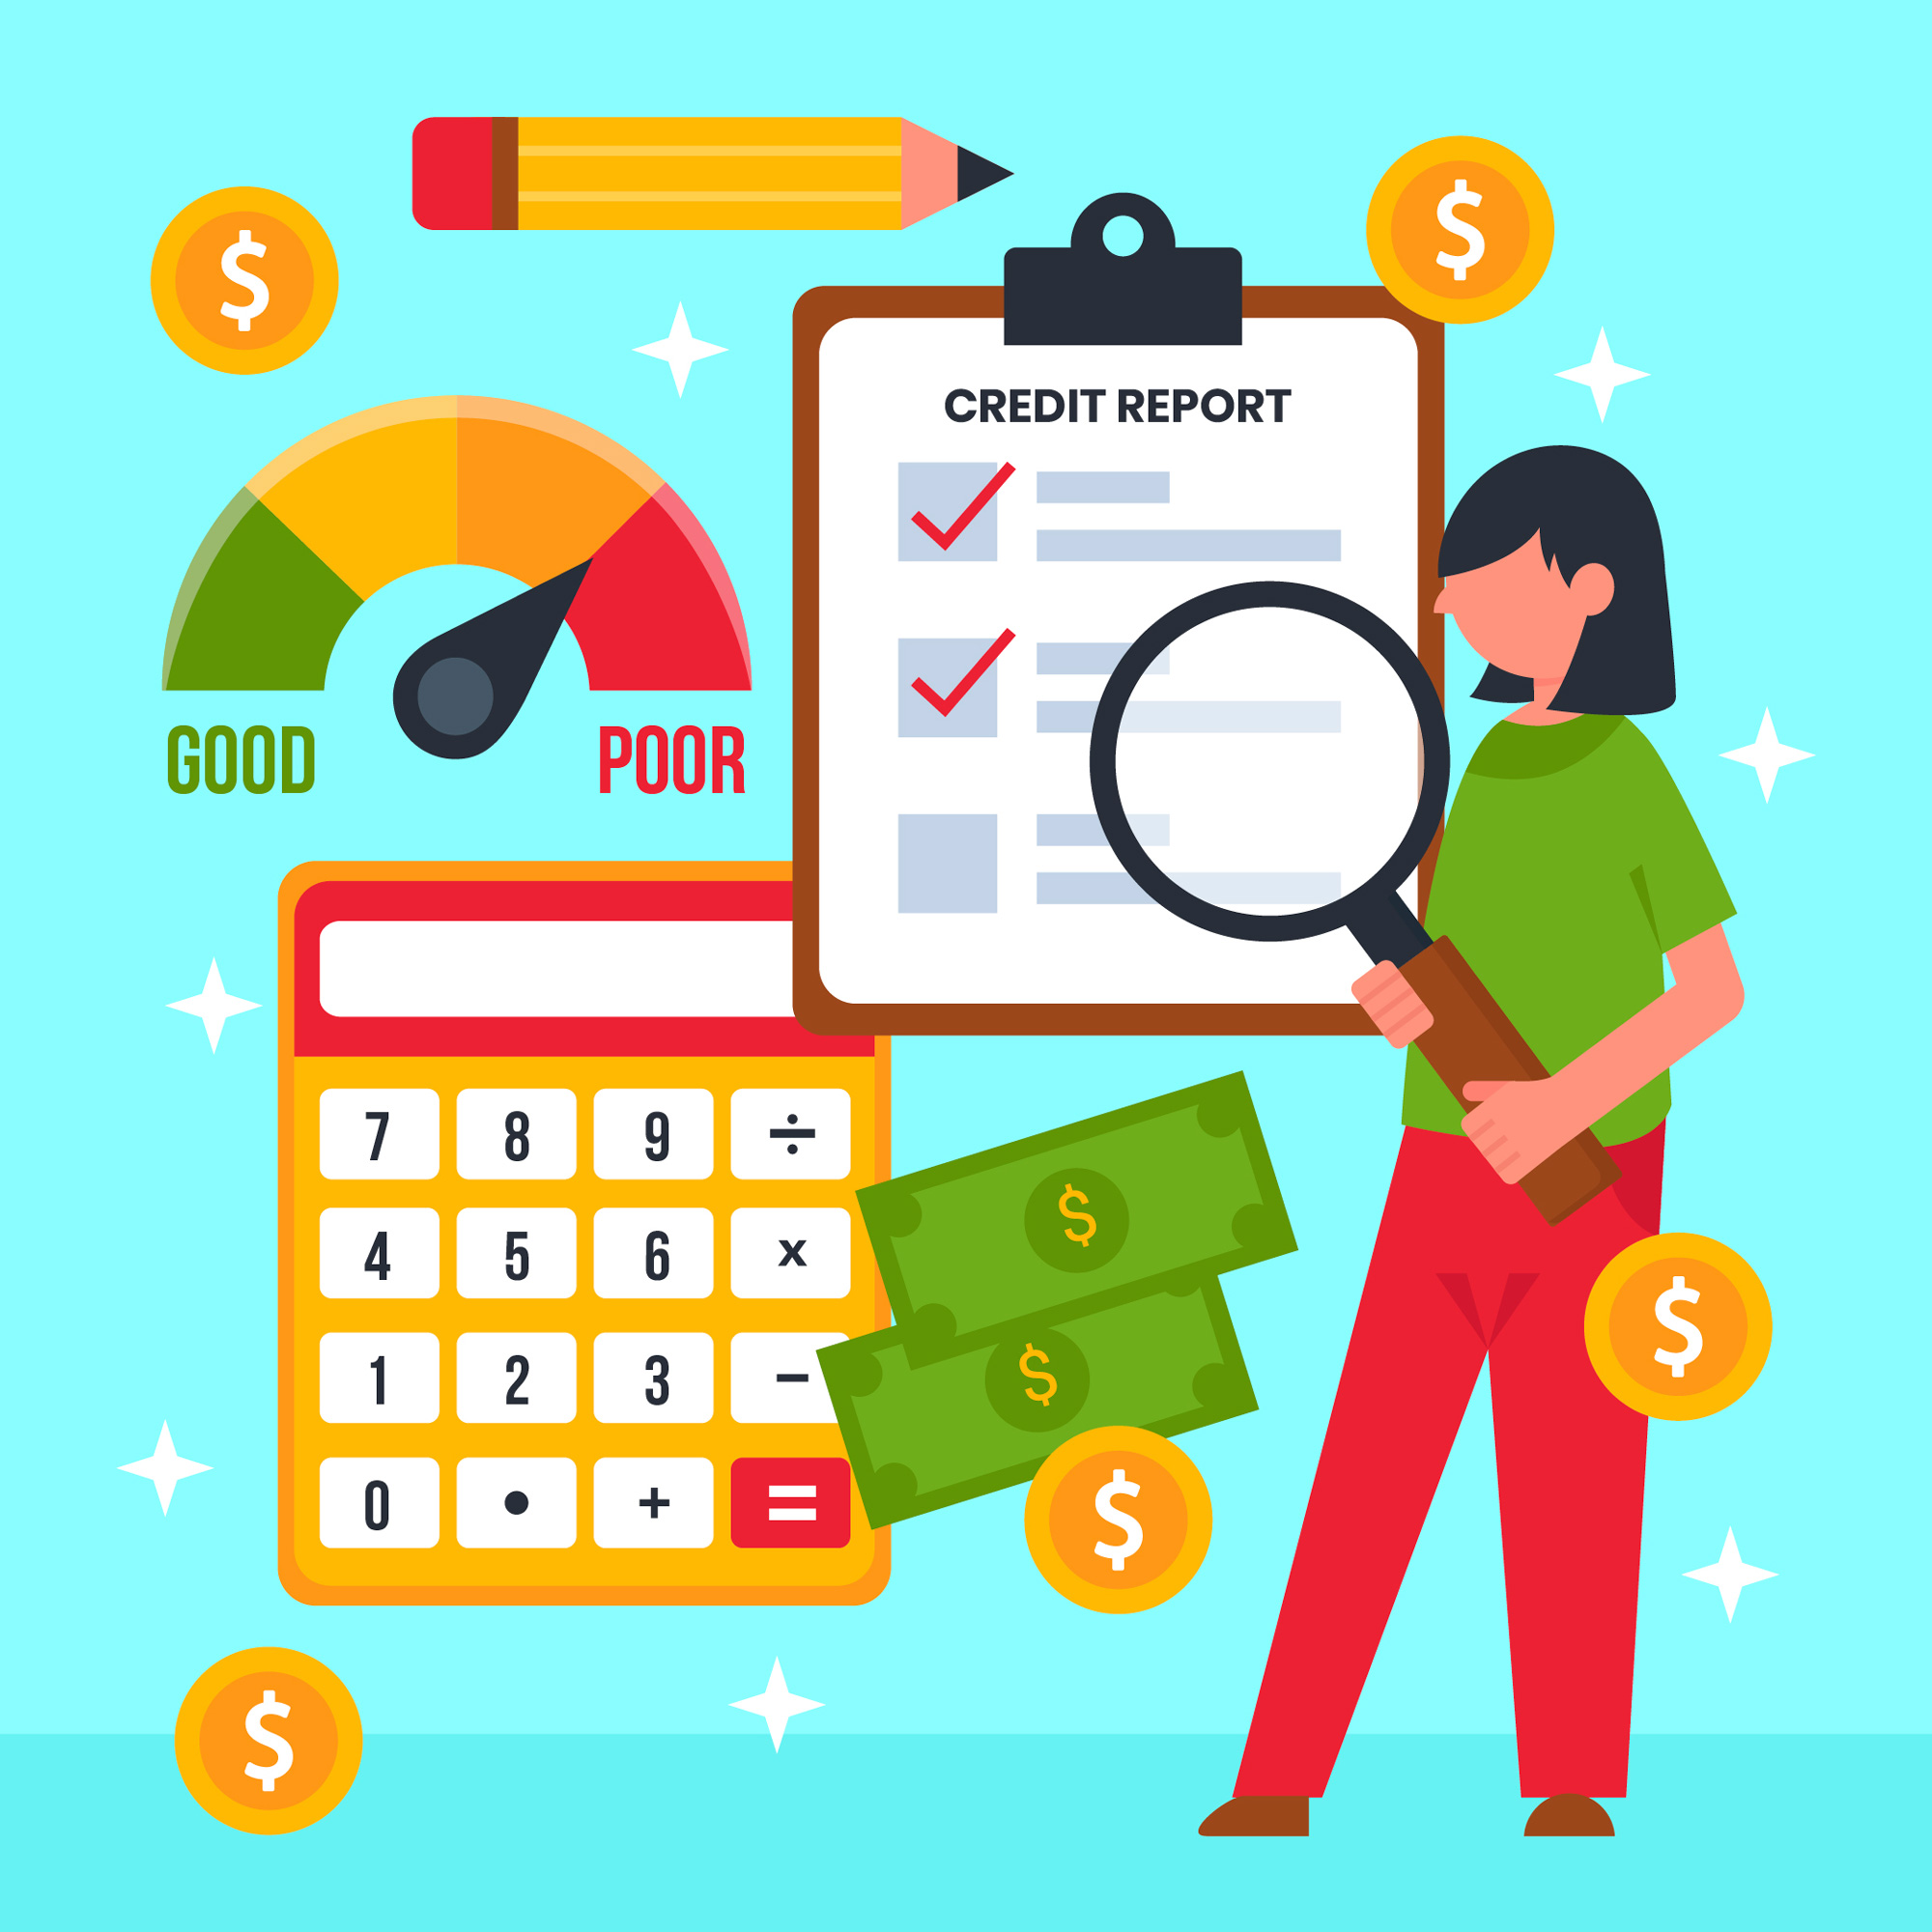 $
$
CREDIT REPORT
GOOD
POOR
7 8 9 ÷
4 5 6 x
1 2 3 −
0 • + =
$
$
$
$
$